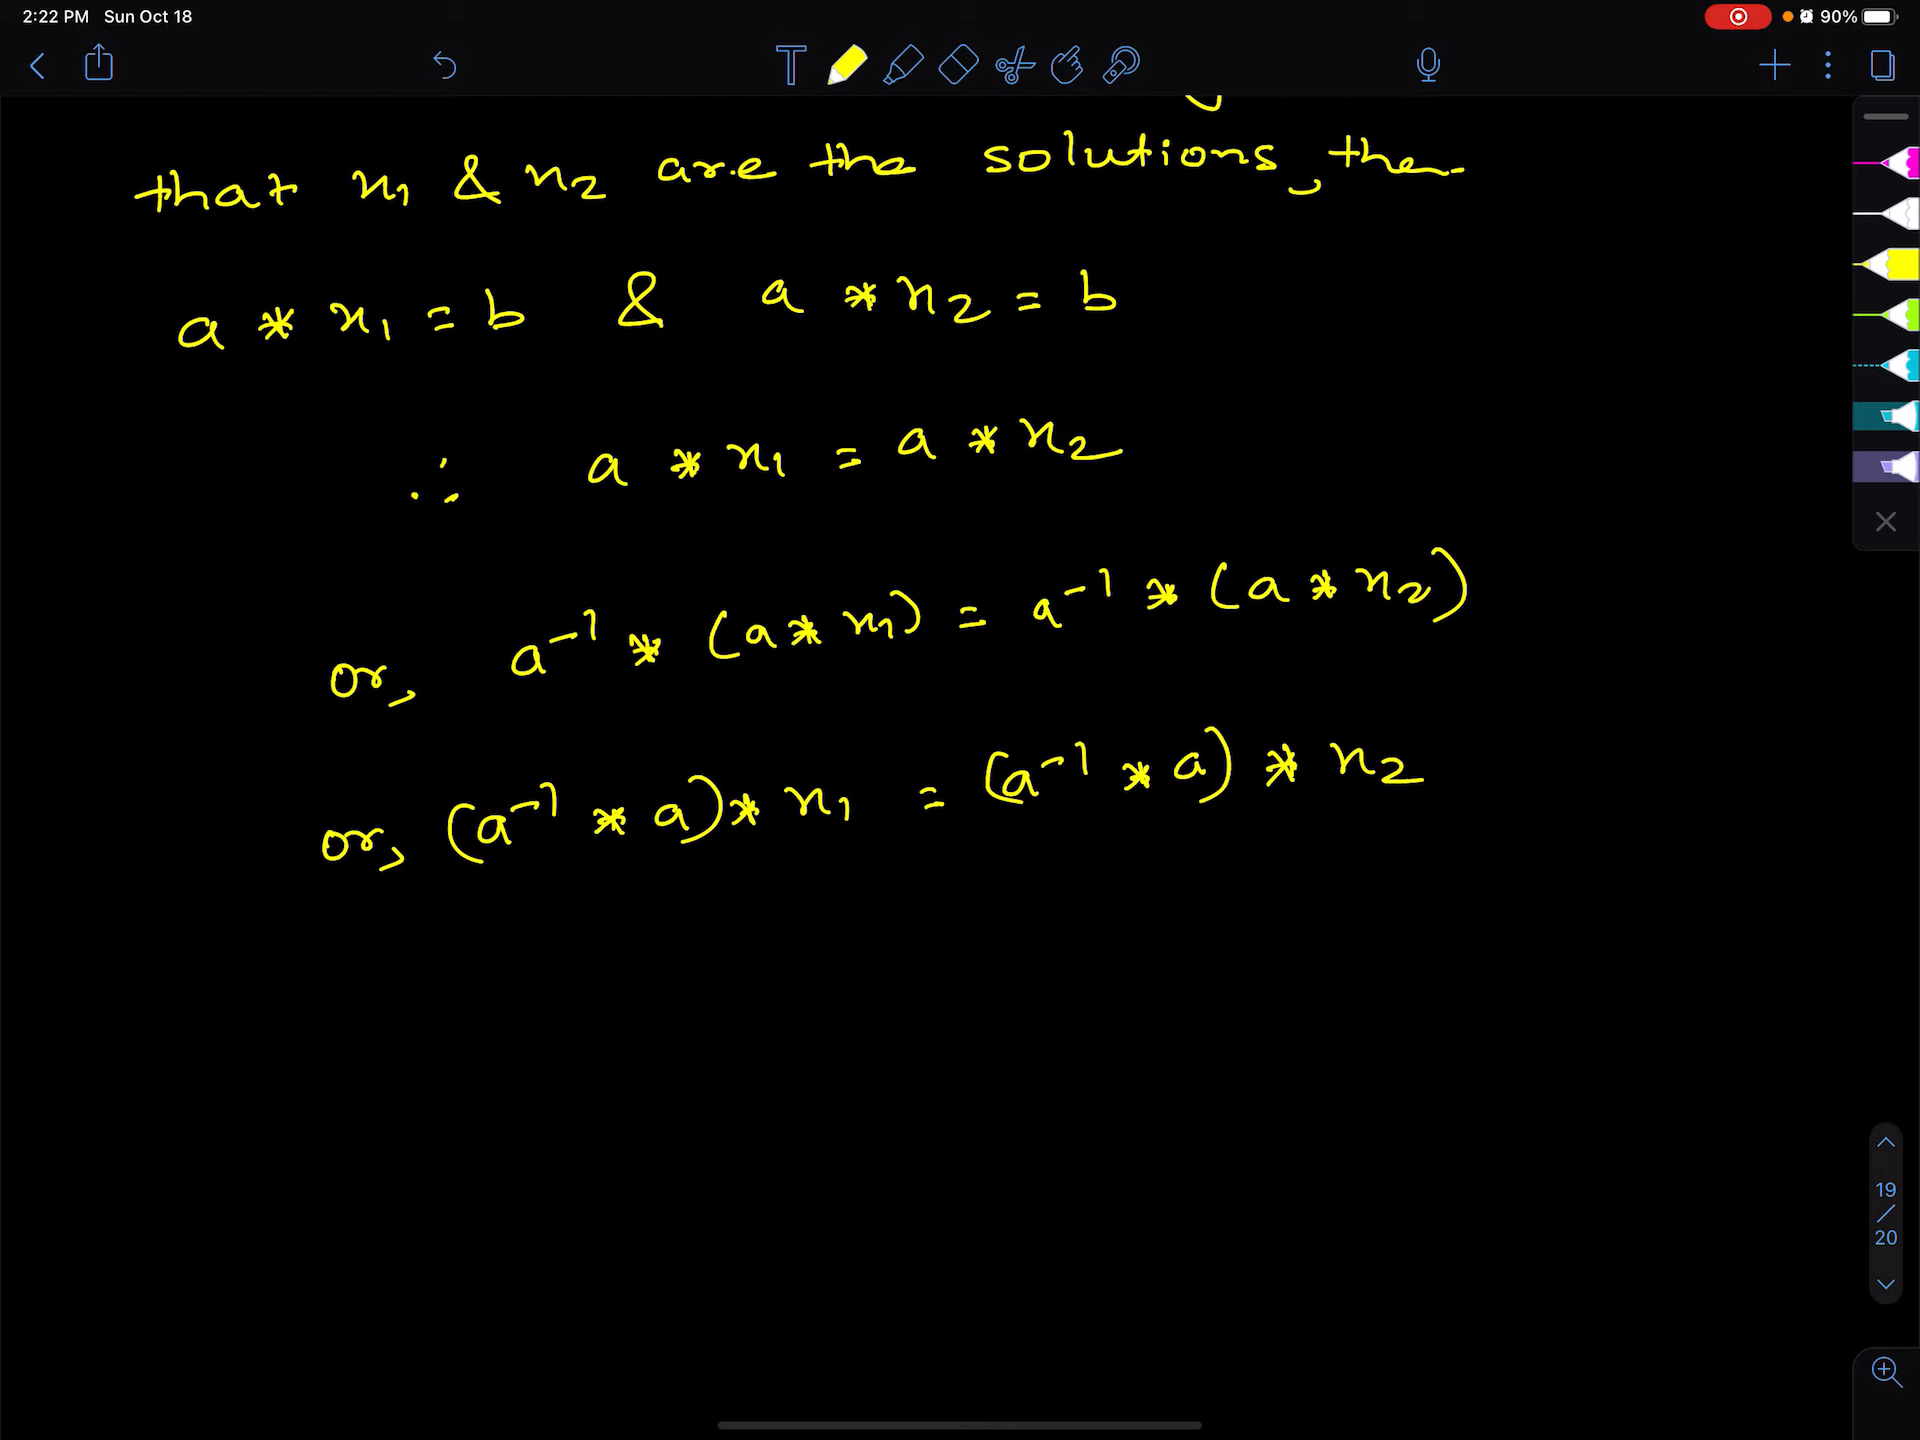 2:22 PM Sun Oct 18 90%
that x₁ & x₂ are the solutions, then
a * x₁ = b & a * x₂ = b
∴ a * x₁ = a * x₂
or, a⁻¹ * (a * x₁) = a⁻¹ * (a * x₂)
or, (a⁻¹ * a) * x₁ = (a⁻¹ * a) * x₂
19
/
20